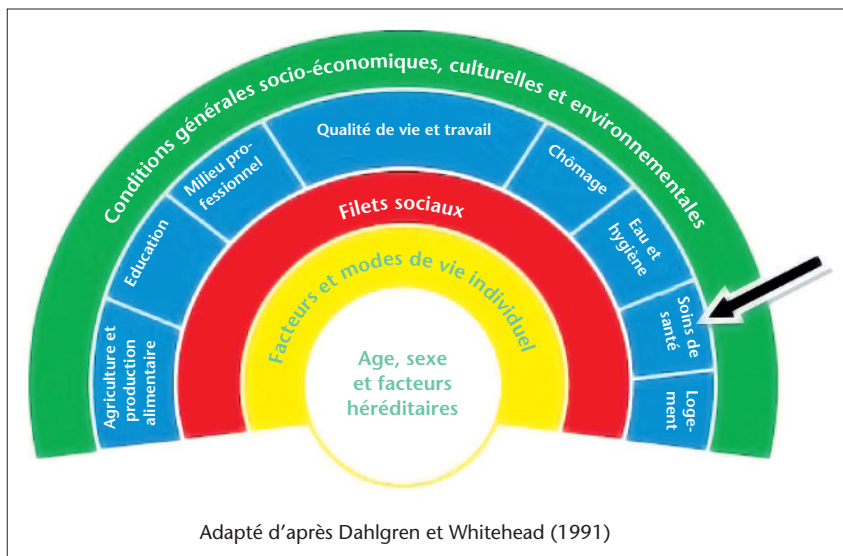 Conditions générales socio-économiques, culturelles et environnementales
Agriculture et
production
alimentaire
Education
Milieu pro-
fessionnel
Qualité de vie et travail
Chômage
Eau et
hygiène
Soins de
santé
Loge-
ment
Filets sociaux
Facteurs et modes de vie individuel
Age, sexe
et facteurs
héréditaires
Adapté d'après Dahlgren et Whitehead (1991)